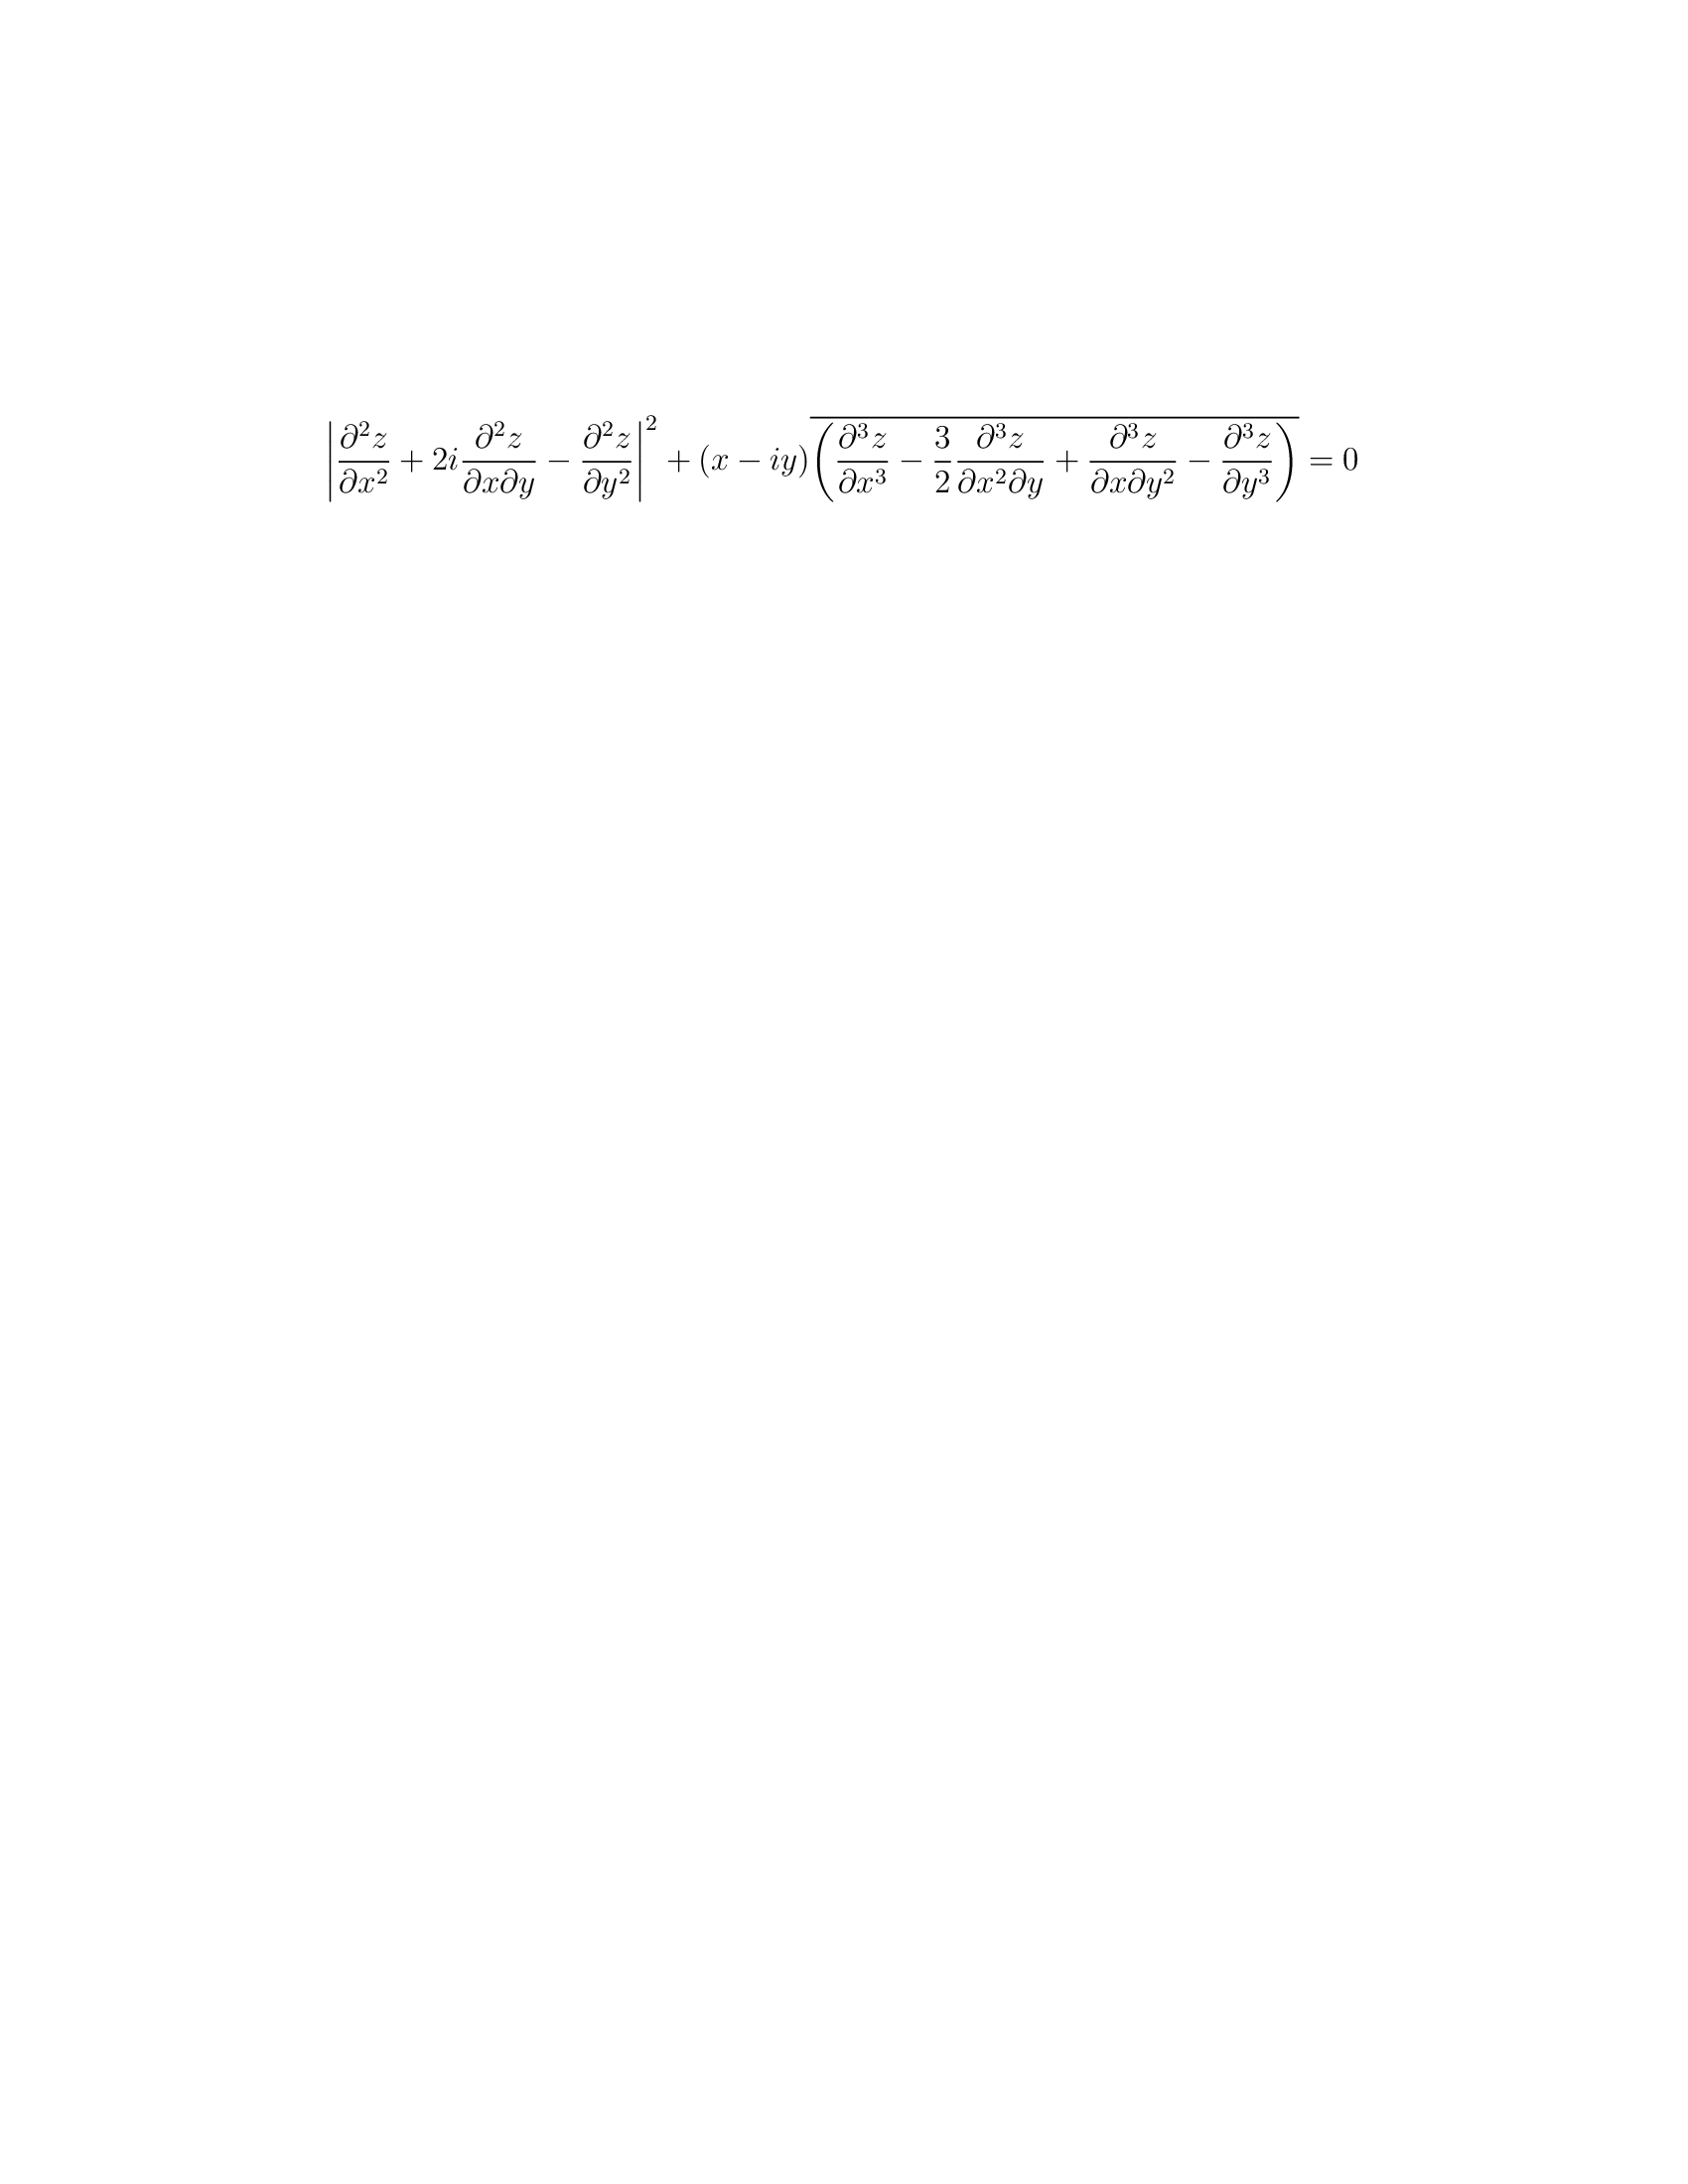 \left| \frac{\partial^2 z}{\partial x^2} + 2i \frac{\partial^2 z}{\partial x \partial y} - \frac{\partial^2 z}{\partial y^2} \right|^2 + (x - iy) \overline{\left( \frac{\partial^3 z}{\partial x^3} - \frac{3}{2} \frac{\partial^3 z}{\partial x^2 \partial y} + \frac{\partial^3 z}{\partial x \partial y^2} - \frac{\partial^3 z}{\partial y^3} \right)} = 0